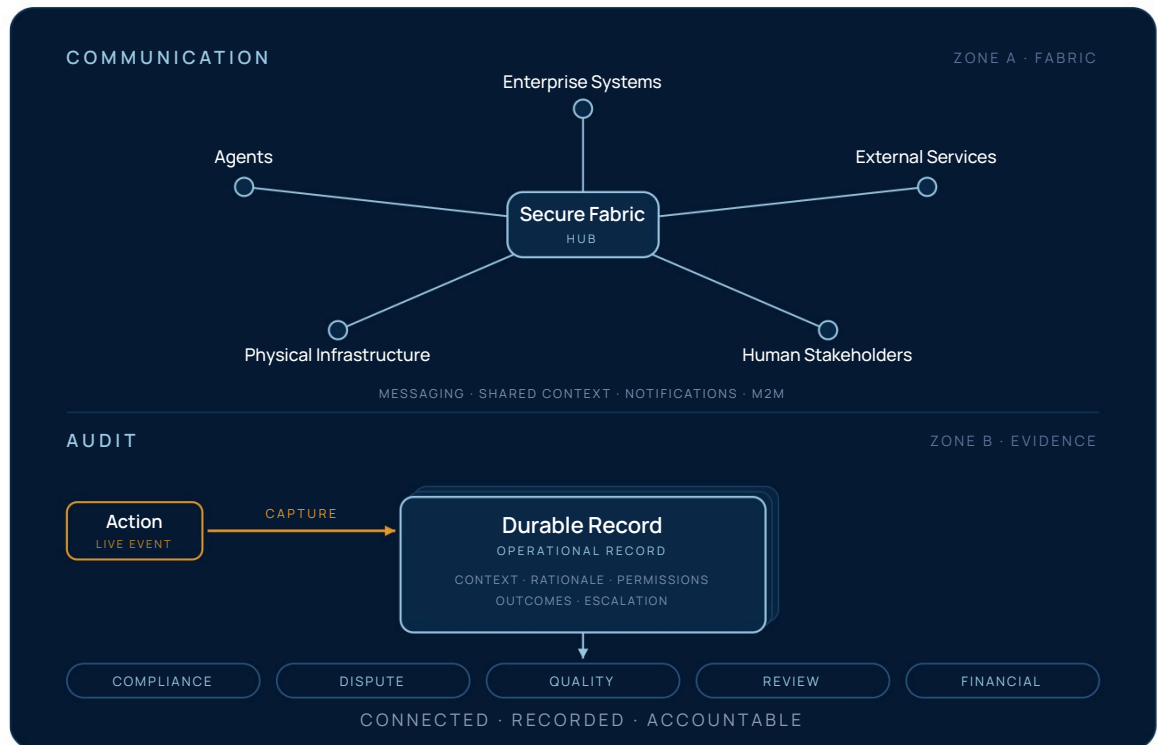 COMMUNICATION
ZONE A · FABRIC
Enterprise Systems
Agents
External Services
Secure Fabric
HUB
Physical Infrastructure
Human Stakeholders
MESSAGING · SHARED CONTEXT · NOTIFICATIONS · M2M
AUDIT
ZONE B · EVIDENCE
Action
LIVE EVENT
CAPTURE
Durable Record
OPERATIONAL RECORD
CONTEXT · RATIONALE · PERMISSIONS
OUTCOMES · ESCALATION
COMPLIANCE
DISPUTE
QUALITY
REVIEW
FINANCIAL
CONNECTED · RECORDED · ACCOUNTABLE